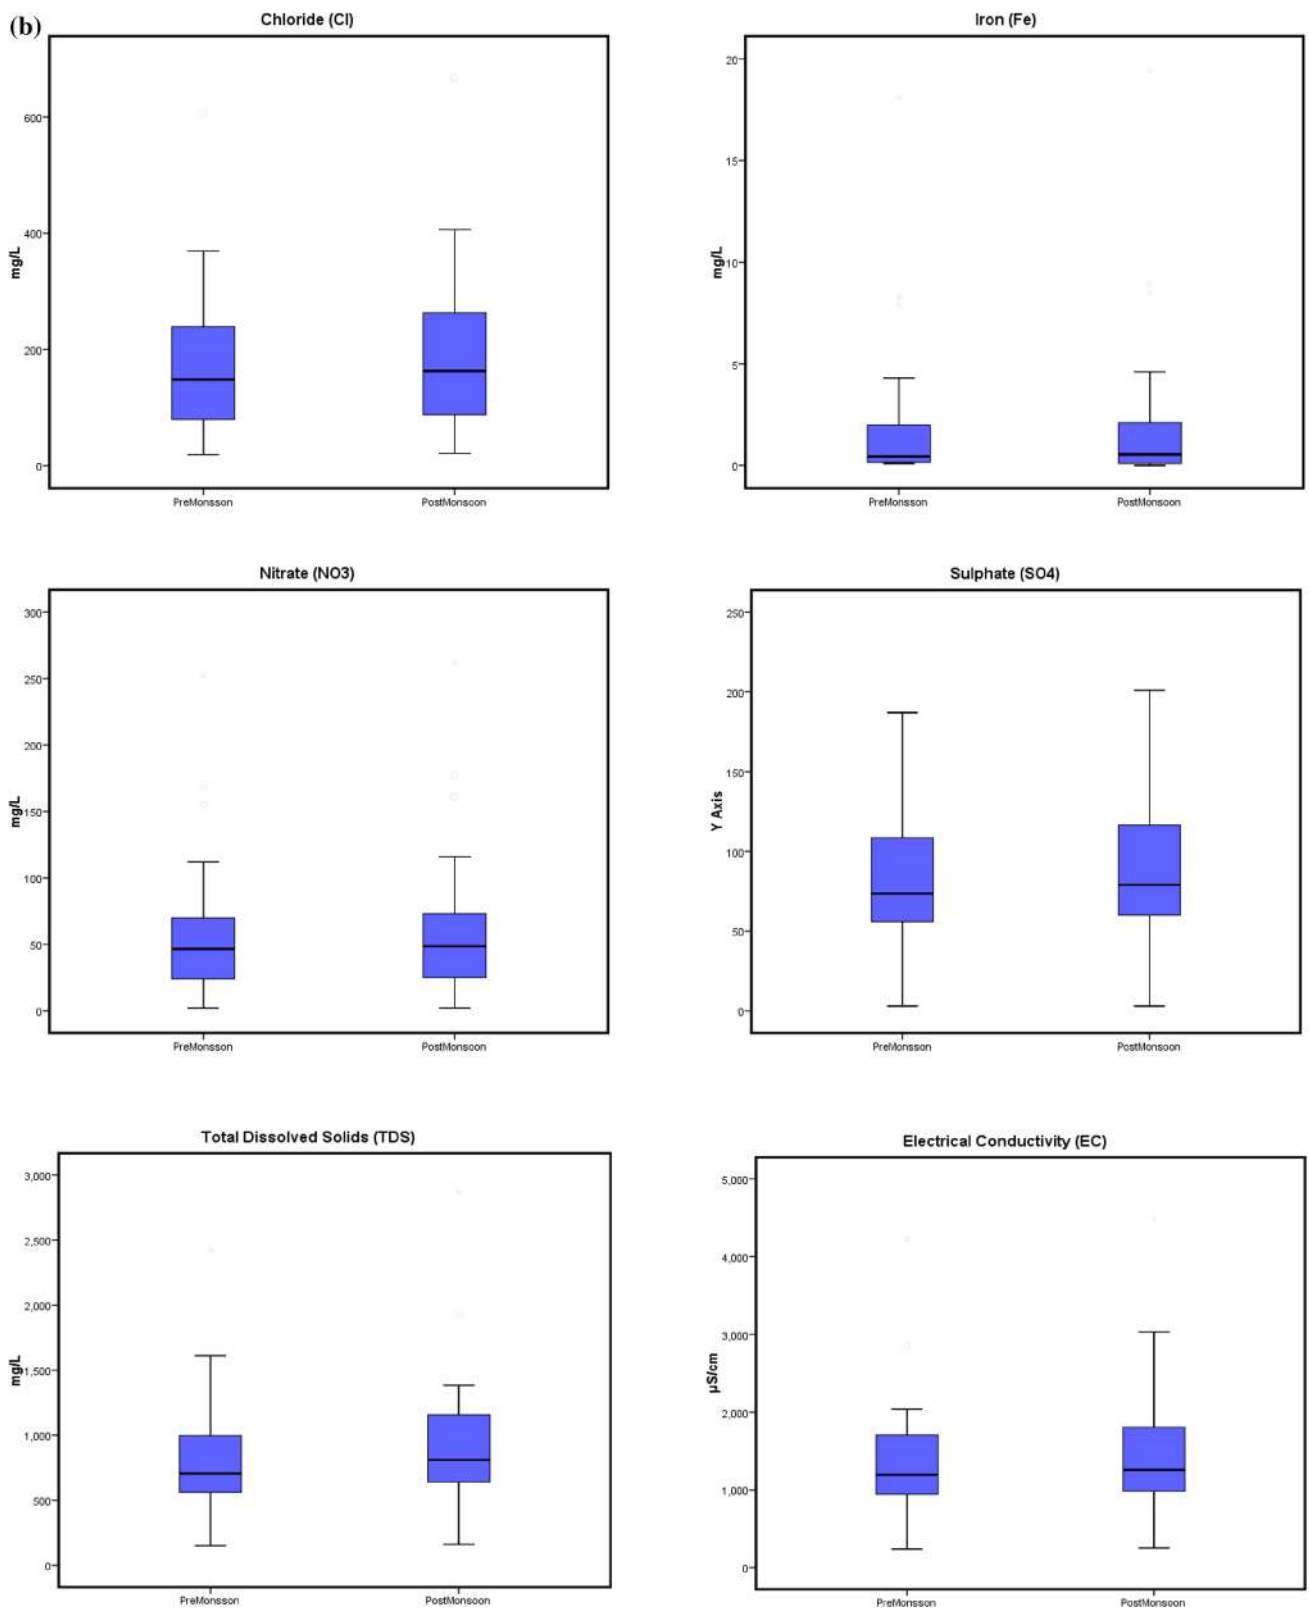 (b)
Chloride (Cl)
600
400
200
0
mg/L
PreMonsson
PostMonsoon
Iron (Fe)
20
15
10
5
0
mg/L
PreMonsson
PostMonsoon
Nitrate (NO3)
300
250
200
150
100
50
0
mg/L
PreMonsson
PostMonsoon
Sulphate (SO4)
250
200
150
100
50
0
Y Axis
PreMonsson
PostMonsoon
Total Dissolved Solids (TDS)
3,000
2,500
2,000
1,500
1,000
500
0
mg/L
PreMonsson
PostMonsoon
Electrical Conductivity (EC)
5,000
4,000
3,000
2,000
1,000
0
µS/cm
PreMonsson
PostMonsoon